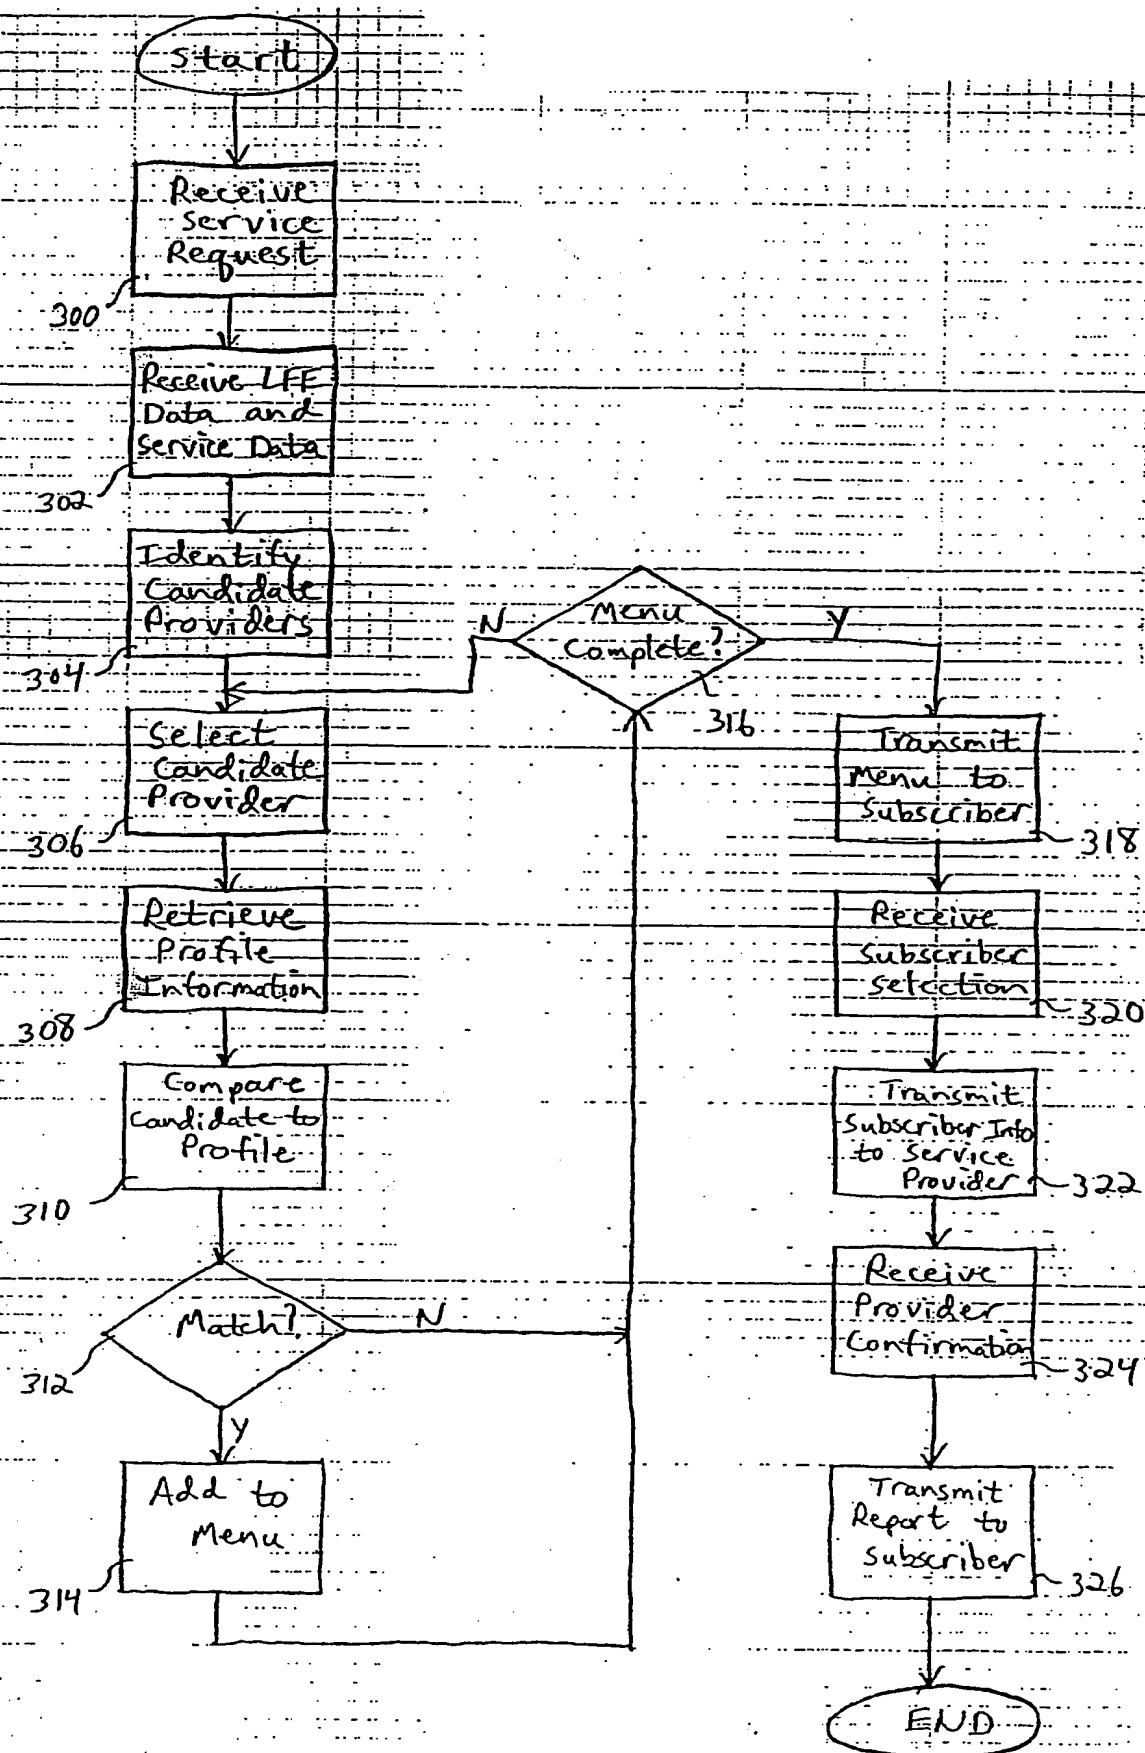 Start
Receive
Service
Request
300
Receive LFE
Data and
Service Data
302
Identify
Candidate
Providers
304
Select
Candidate
Provider
306
Retrieve
Profile
Information
308
Compare
Candidate to
Profile
310
Match?
N
312
Y
Add to
Menu
314
Menu
Complete?
N
Y
316
Transmit
Menu to
Subscriber
318
Receive
Subscriber
Selection
320
Transmit
Subscriber Info
to Service
Provider
322
Receive
Provider
Confirmation
324
Transmit
Report to
Subscriber
326
END